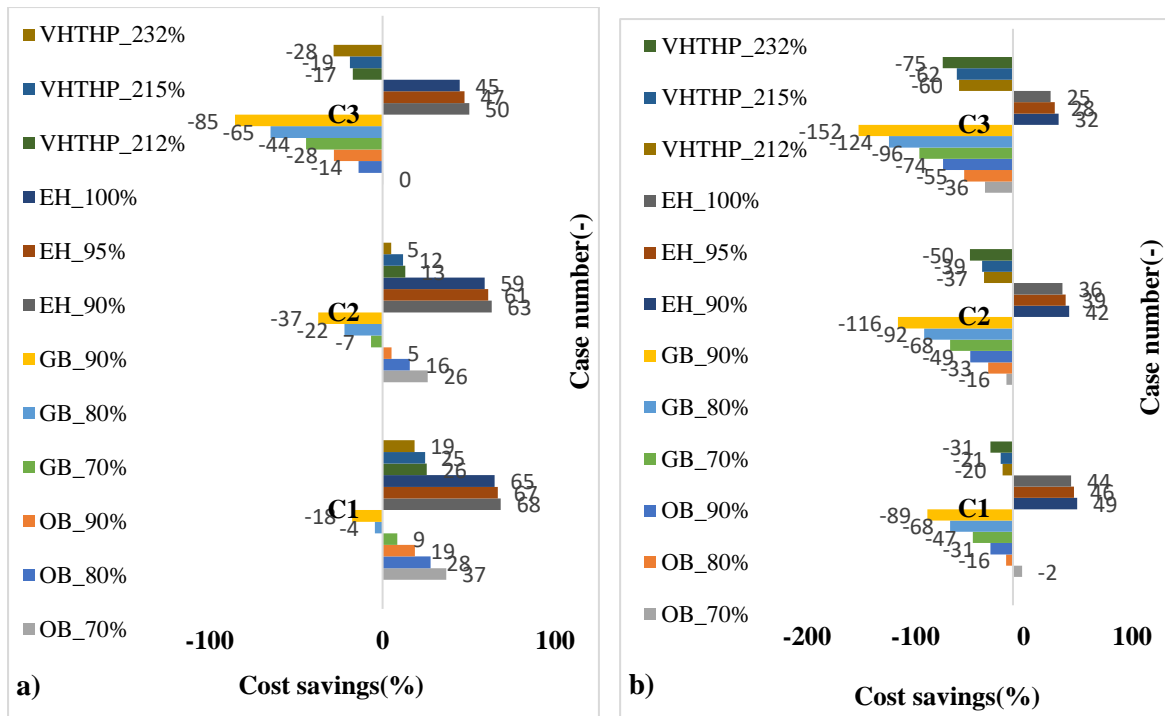 VHTHP_232%
VHTHP_215%
VHTHP_212%
EH_100%
EH_95%
EH_90%
GB_90%
GB_80%
GB_70%
OB_90%
OB_80%
OB_70%
-28
-19
-17
45
47
50
C3
-85
-65
-44
-28
-14
0
5
12
13
59
61
63
C2
-37
-22
-7
5
16
26
19
25
26
65
67
68
C1
-18
-4
9
19
28
37
Case number(-)
-100 0 100
Cost savings(%)
a)
VHTHP_232%
VHTHP_215%
VHTHP_212%
EH_100%
EH_95%
EH_90%
GB_90%
GB_80%
GB_70%
OB_90%
OB_80%
OB_70%
-75
-62
-60
25
28
32
C3
-152
-124
-96
-74
-55
-36
-50
-39
-37
36
39
42
C2
-116
-92
-68
-49
-33
-16
-31
-21
-20
44
46
49
C1
-89
-68
-47
-31
-16
-2
Case number(-)
-200 -100 0 100
Cost savings(%)
b)